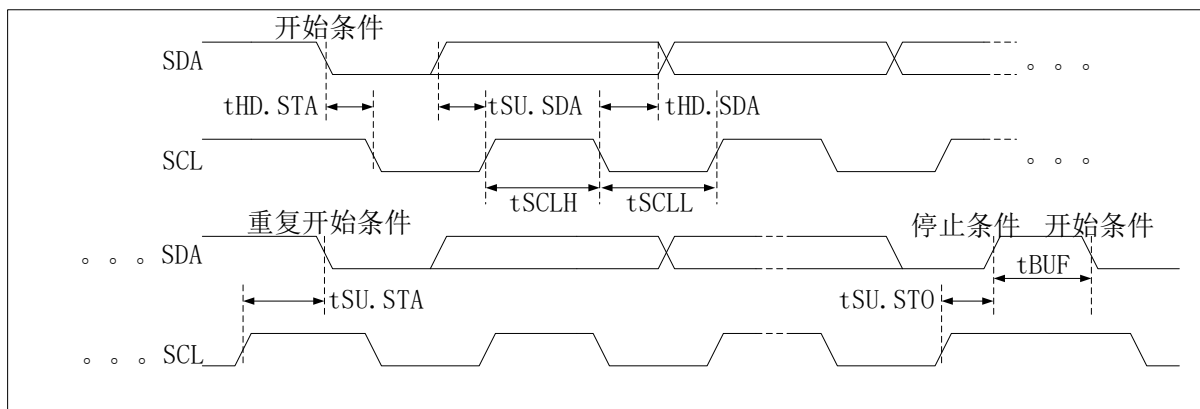 开始条件
SDA 。。。
tHD.STA tSU.SDA tHD.SDA
SCL 。。。
tSCLH tSCLL
重复开始条件 停止条件 开始条件
。。。SDA tBUF
tSU.STA tSU.STO
。。。SCL